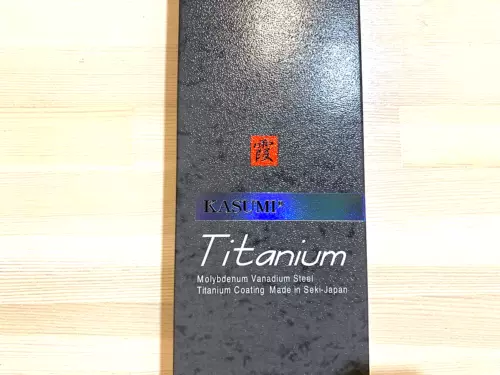 霞
KASUMI®
Titanium
Molybdenum Vanadium Steel
Titanium Coating Made in Seki-Japan